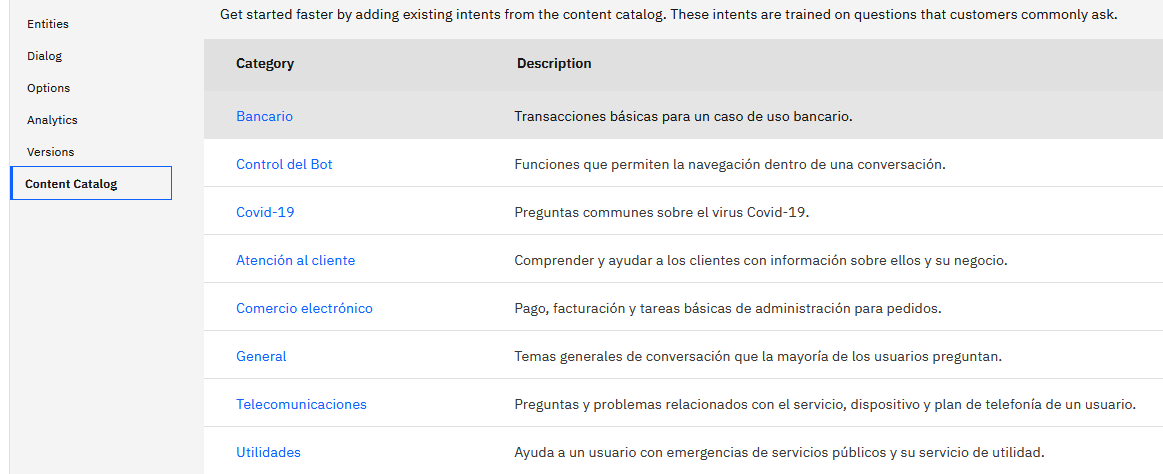 Entities
Dialog
Options
Analytics
Versions
Content Catalog
Get started faster by adding existing intents from the content catalog. These intents are trained on questions that customers commonly ask.
Category Description
Bancario Transacciones básicas para un caso de uso bancario.
Control del Bot Funciones que permiten la navegación dentro de una conversación.
Covid-19 Preguntas communes sobre el virus Covid-19.
Atención al cliente Comprender y ayudar a los clientes con información sobre ellos y su negocio.
Comercio electrónico Pago, facturación y tareas básicas de administración para pedidos.
General Temas generales de conversación que la mayoría de los usuarios preguntan.
Telecomunicaciones Preguntas y problemas relacionados con el servicio, dispositivo y plan de telefonía de un usuario.
Utilidades Ayuda a un usuario con emergencias de servicios públicos y su servicio de utilidad.